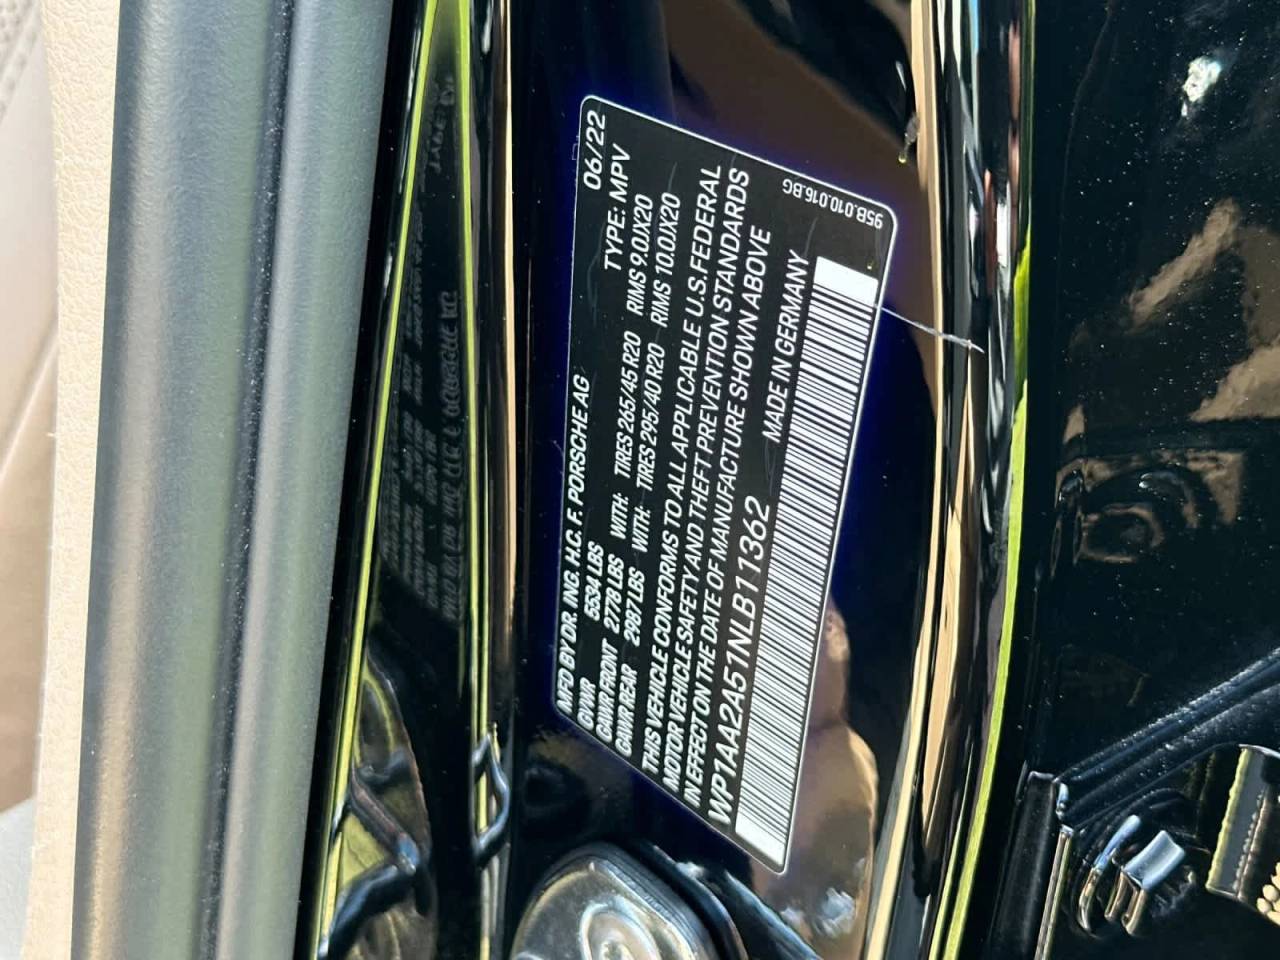 MFD BY DR. ING. H.C. F. PORSCHE AG 06/22
GVWR 5534 LBS TYPE: MPV
GAWR FRONT 2778 LBS WITH: TIRES 265/45 R20 RIMS 9.0JX20
GAWR REAR 2987 LBS WITH: TIRES 295/40 R20 RIMS 10.0JX20
THIS VEHICLE CONFORMS TO ALL APPLICABLE U.S. FEDERAL
MOTOR VEHICLE SAFETY AND THEFT PREVENTION STANDARDS
IN EFFECT ON THE DATE OF MANUFACTURE SHOWN ABOVE
WP1AA2A51NLB11362 MADE IN GERMANY
95B.010.016.BG